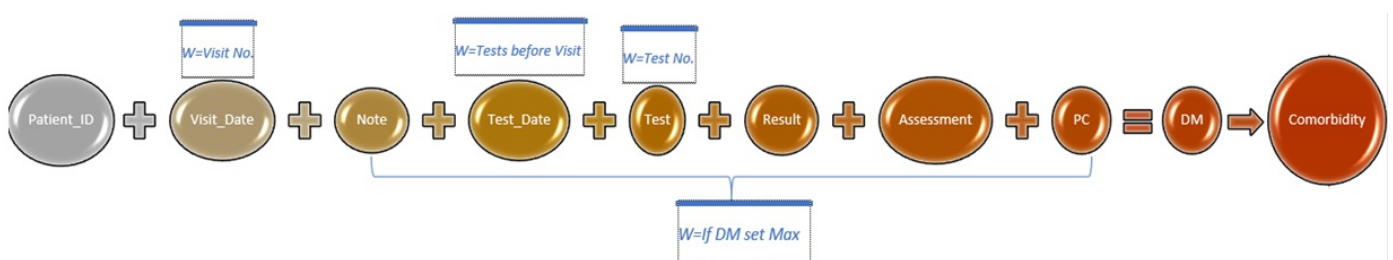 W=Visit No.
W=Tests before Visit
W=Test No.
Patient_ID
Visit_Date
Note
Test_Date
Test
Result
Assessment
PC
DM
Comorbidity
W=If DM set Max